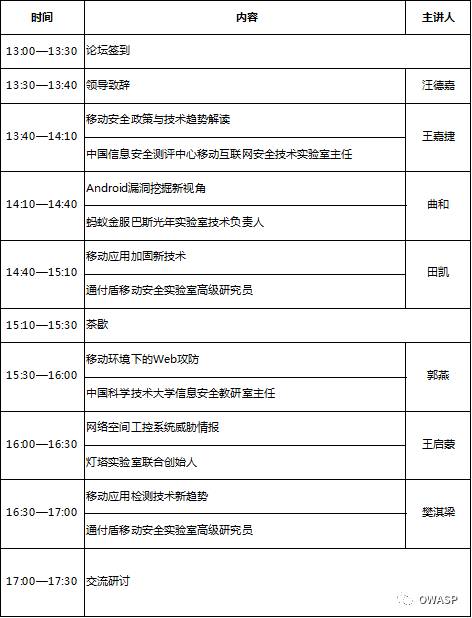 时间 内容 主讲人
13:00—13:30 论坛签到
13:30—13:40 领导致辞 汪德嘉
移动安全政策与技术趋势解读
13:40—14:10 王嘉捷
中国信息安全测评中心移动互联网安全技术实验室主任
Android漏洞挖掘新视角
14:10—14:40 曲和
蚂蚁金服巴斯光年实验室技术负责人
移动应用加固新技术
14:40—15:10 田凯
通付盾移动安全实验室高级研究员
15:10—15:30 茶歇
移动环境下的Web攻防
15:30—16:00 郭燕
中国科学技术大学信息安全教研室主任
网络空间工控系统威胁情报
16:00—16:30 王启蒙
灯塔实验室联合创始人
移动应用检测技术新趋势
16:30—17:00 樊淇梁
通付盾移动安全实验室高级研究员
17:00—17:30 交流研讨
OWASP